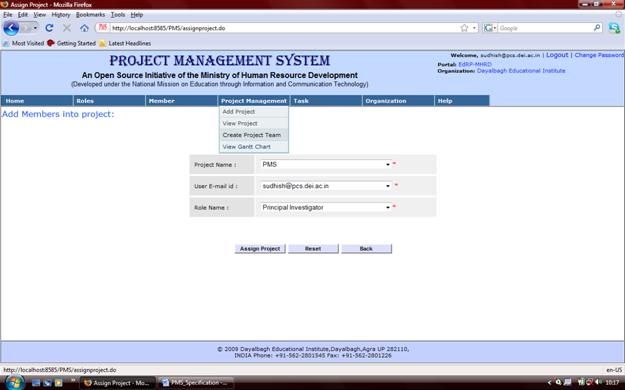 Assign Project - Mozilla Firefox
File Edit View History Bookmarks Tools Help
http://localhost:8585/PMS/assignproject.do
Google
Most Visited Getting Started Latest Headlines
PROJECT MANAGEMENT SYSTEM
An Open Source Initiative of the Ministry of Human Resource Development
(Developed under the National Mission on Education through Information and Communication Technology)
Welcome, sudhish@pcs.dei.ac.in | Logout | Change Password
Portal: EdRP-MHRD
Organization: Dayalbagh Educational Institute
Home Roles Member Project Management Task Organization Help
Add Members into project:
Add Project
View Project
Create Project Team
View Gantt Chart
Project Name : PMS *
User E-mail id : sudhish@pcs.dei.ac.in *
Role Name : Principal Investigator *
Assign Project Reset Back
© 2009 Dayalbagh Educational Institute,Dayalbagh,Agra UP 282110,
INDIA Phone: +91-562-2801545 Fax: +91-562-2801226
http://localhost:8585/PMS/assignproject.do
en-US
Assign Project - Mo... PMS_Specification -... 10:17